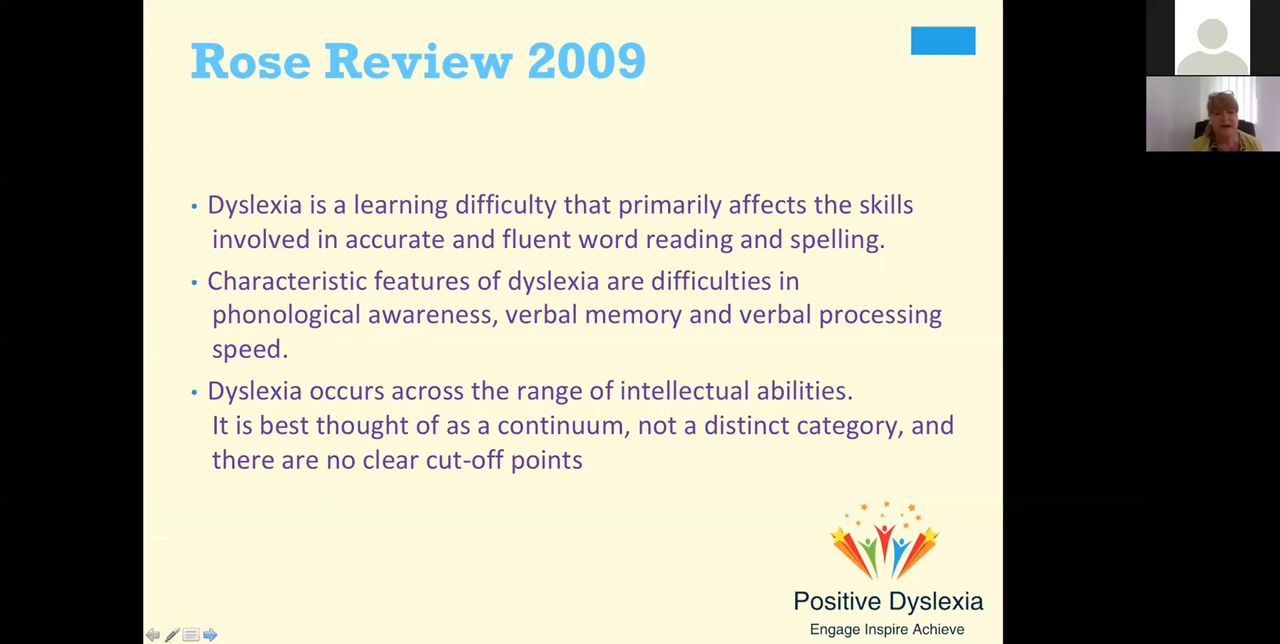 Rose Review 2009
• Dyslexia is a learning difficulty that primarily affects the skills
involved in accurate and fluent word reading and spelling.
• Characteristic features of dyslexia are difficulties in
phonological awareness, verbal memory and verbal processing
speed.
• Dyslexia occurs across the range of intellectual abilities.
It is best thought of as a continuum, not a distinct category, and
there are no clear cut-off points
Positive Dyslexia
Engage Inspire Achieve